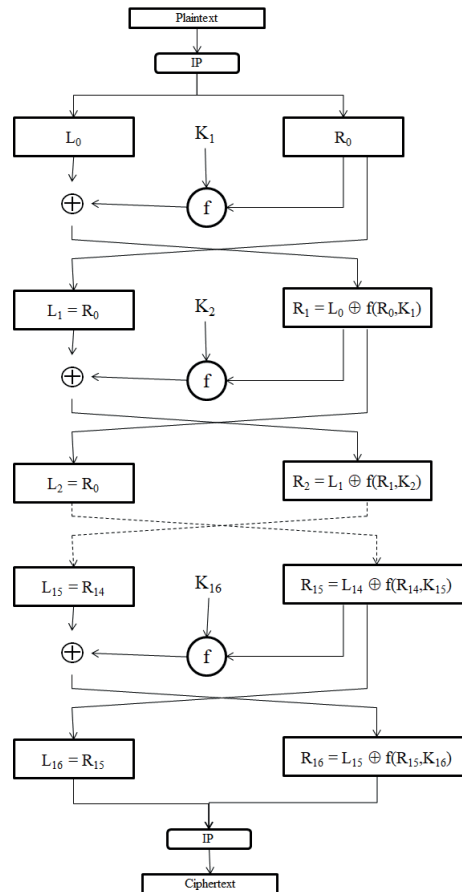 Plaintext
IP
L₀
K₁
R₀
⊕
f
L₁ = R₀
K₂
R₁ = L₀ ⊕ f(R₀,K₁)
⊕
f
L₂ = R₀
R₂ = L₁ ⊕ f(R₁,K₂)
L₁₅ = R₁₄
K₁₆
R₁₅ = L₁₄ ⊕ f(R₁₄,K₁₅)
⊕
f
L₁₆ = R₁₅
R₁₆ = L₁₅ ⊕ f(R₁₅,K₁₆)
IP
Ciphertext